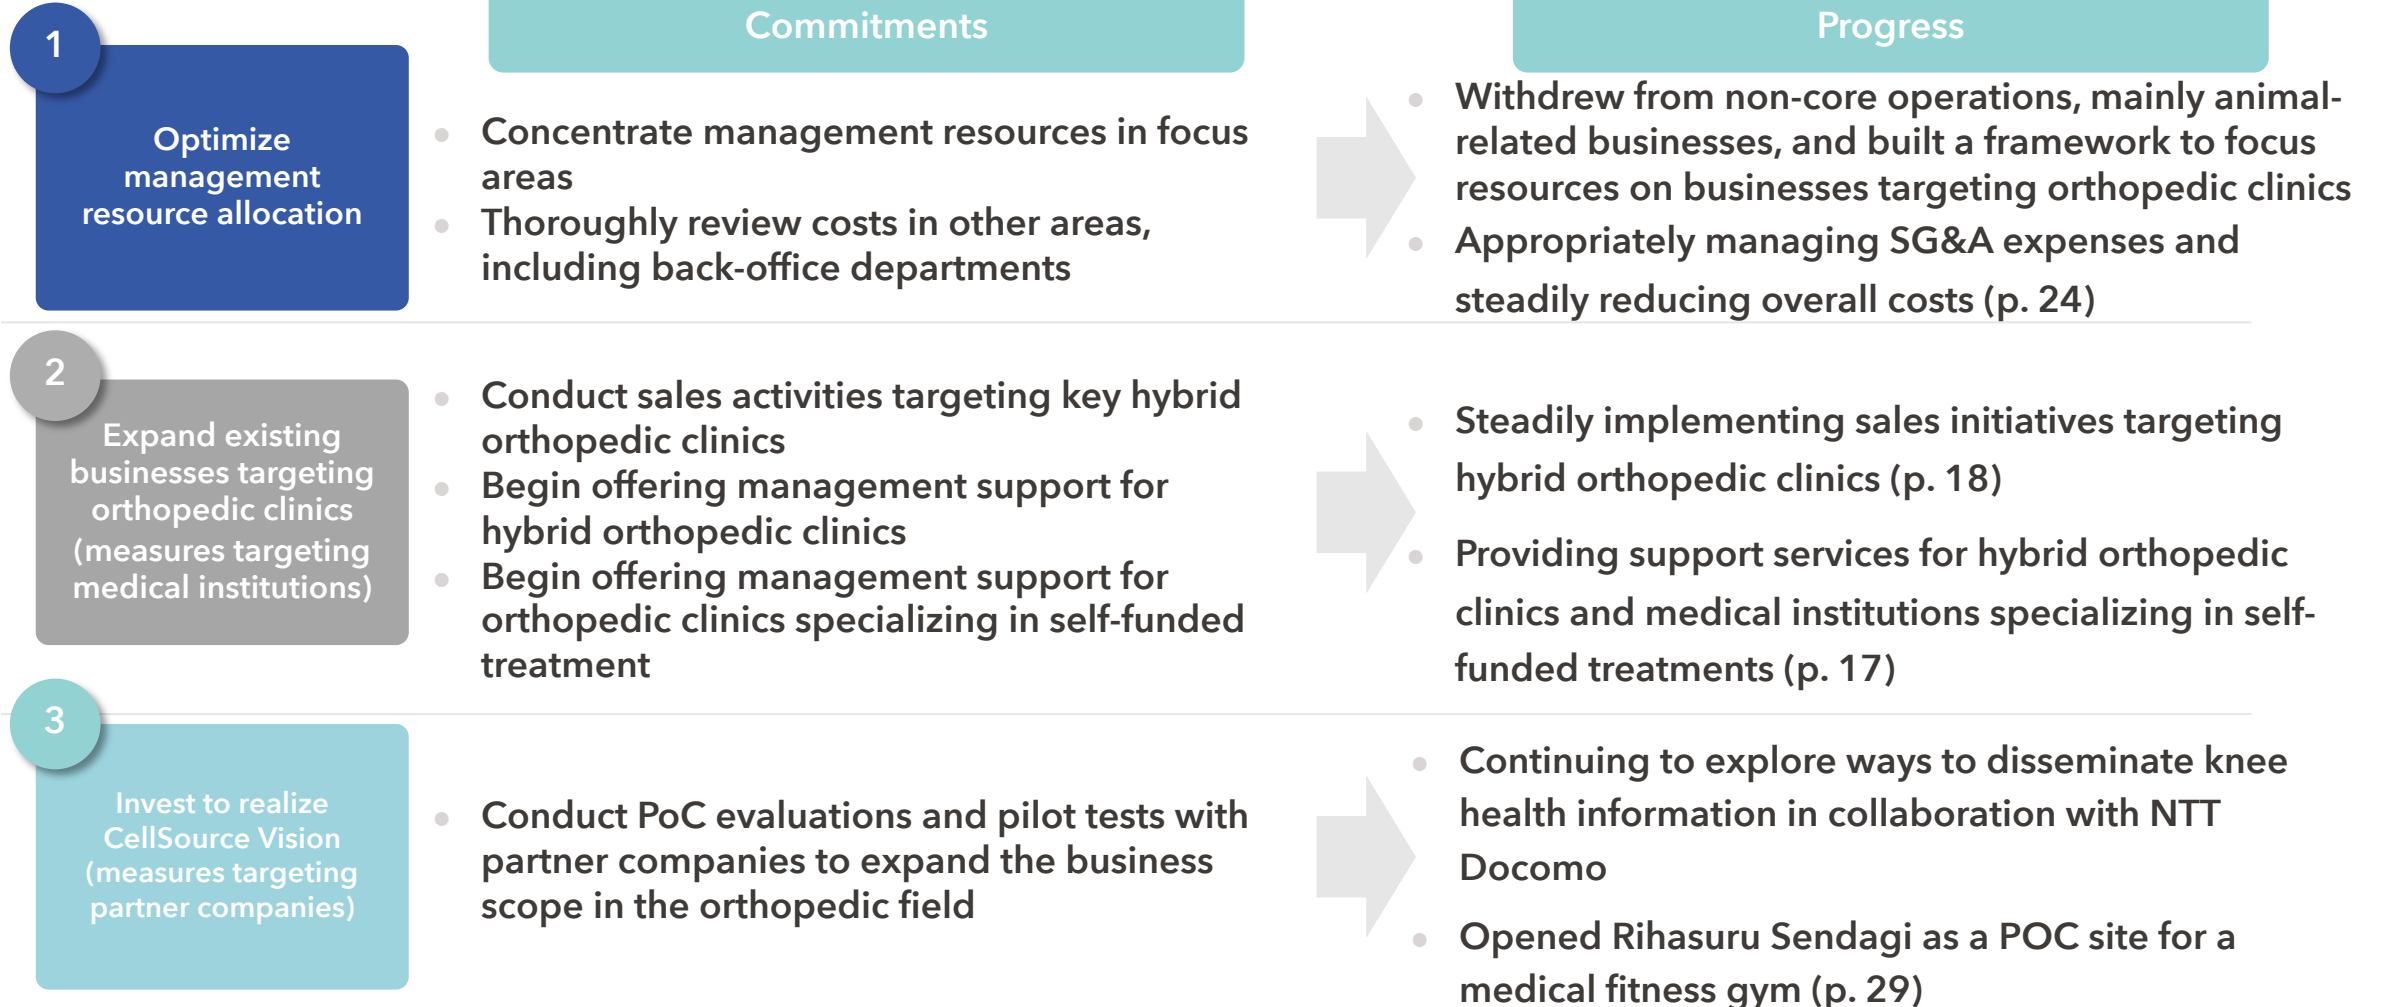 Commitments
Progress
1
Optimize
management
resource allocation
Concentrate management resources in focus
areas
Thoroughly review costs in other areas,
including back-office departments
Withdrew from non-core operations, mainly animal-
related businesses, and built a framework to focus
resources on businesses targeting orthopedic clinics
Appropriately managing SG&A expenses and
steadily reducing overall costs (p. 24)
2
Expand existing
businesses targeting
orthopedic clinics
(measures targeting
medical institutions)
Conduct sales activities targeting key hybrid
orthopedic clinics
Begin offering management support for
hybrid orthopedic clinics
Begin offering management support for
orthopedic clinics specializing in self-funded
treatment
Steadily implementing sales initiatives targeting
hybrid orthopedic clinics (p. 18)
Providing support services for hybrid orthopedic
clinics and medical institutions specializing in self-
funded treatments (p. 17)
3
Invest to realize
CellSource Vision
(measures targeting
partner companies)
Conduct PoC evaluations and pilot tests with
partner companies to expand the business
scope in the orthopedic field
Continuing to explore ways to disseminate knee
health information in collaboration with NTT
Docomo
Opened Rihasuru Sendagi as a POC site for a
medical fitness gym (p. 29)